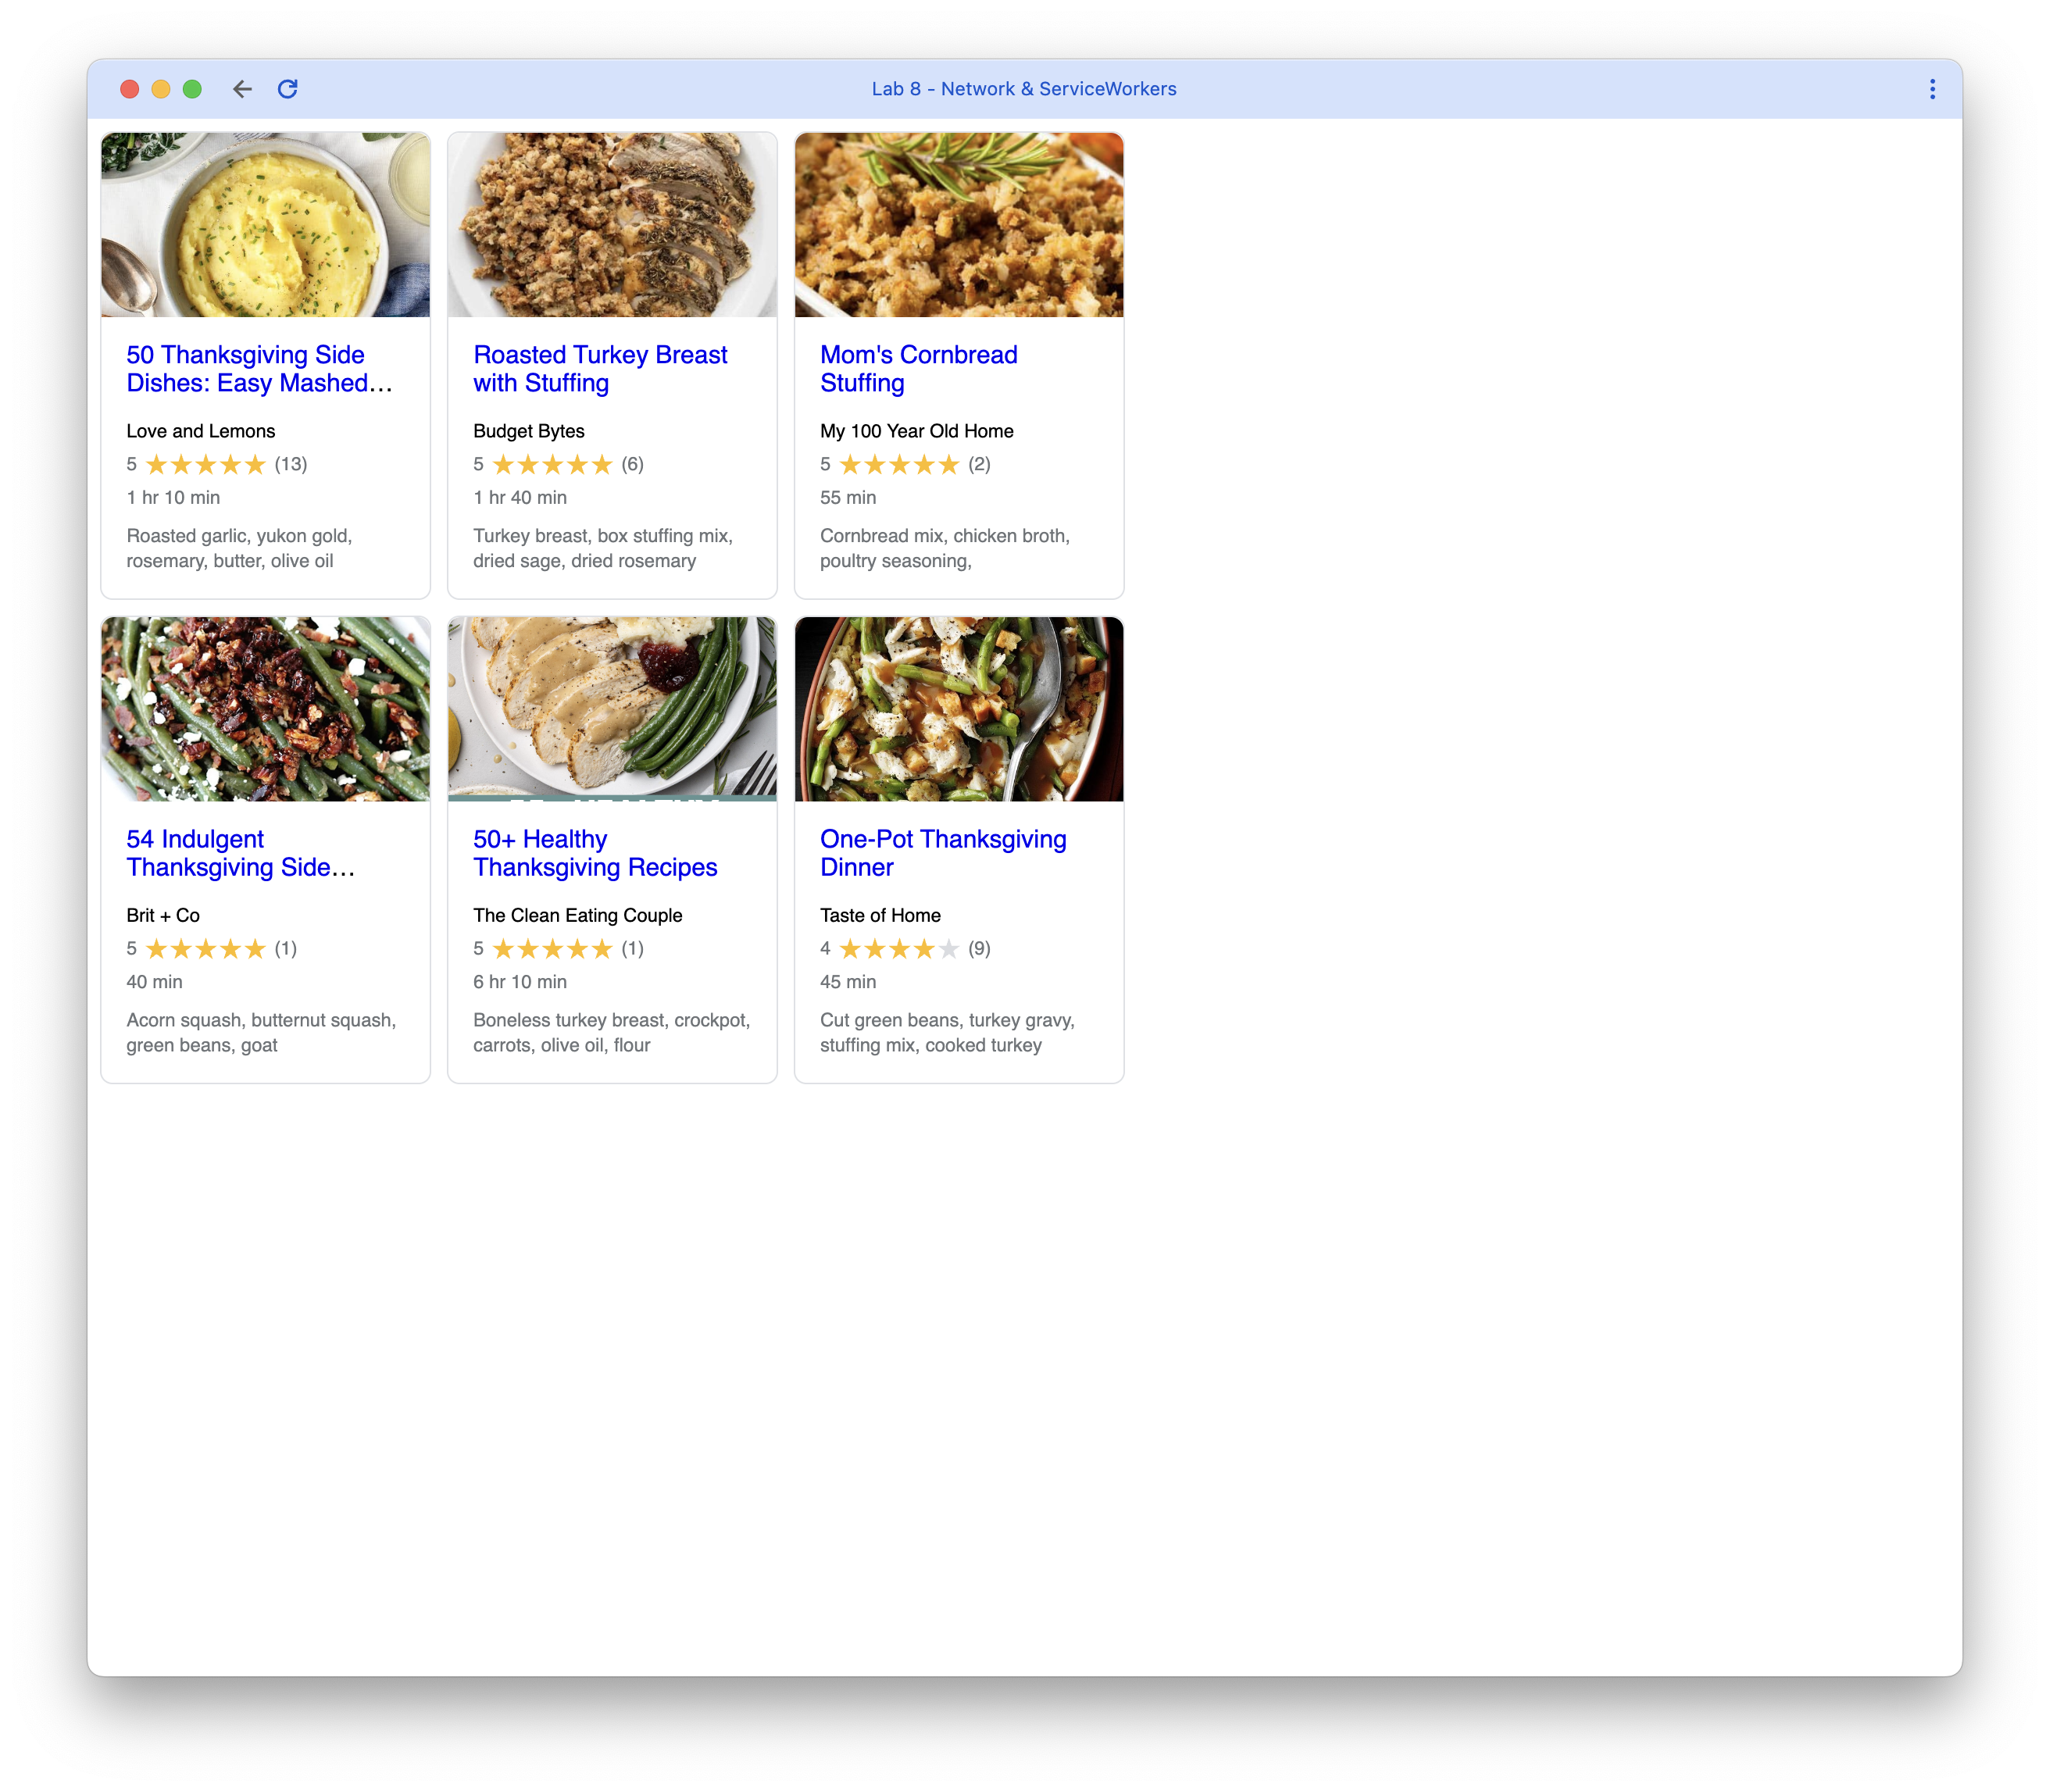 Lab 8 - Network & ServiceWorkers
50 Thanksgiving Side
Dishes: Easy Mashed...
Love and Lemons
5 (13)
1 hr 10 min
Roasted garlic, yukon gold,
rosemary, butter, olive oil
Roasted Turkey Breast
with Stuffing
Budget Bytes
5 (6)
1 hr 40 min
Turkey breast, box stuffing mix,
dried sage, dried rosemary
Mom's Cornbread
Stuffing
My 100 Year Old Home
5 (2)
55 min
Cornbread mix, chicken broth,
poultry seasoning,
54 Indulgent
Thanksgiving Side...
Brit + Co
5 (1)
40 min
Acorn squash, butternut squash,
green beans, goat
50+ Healthy
Thanksgiving Recipes
The Clean Eating Couple
5 (1)
6 hr 10 min
Boneless turkey breast, crockpot,
carrots, olive oil, flour
One-Pot Thanksgiving
Dinner
Taste of Home
4 (9)
45 min
Cut green beans, turkey gravy,
stuffing mix, cooked turkey